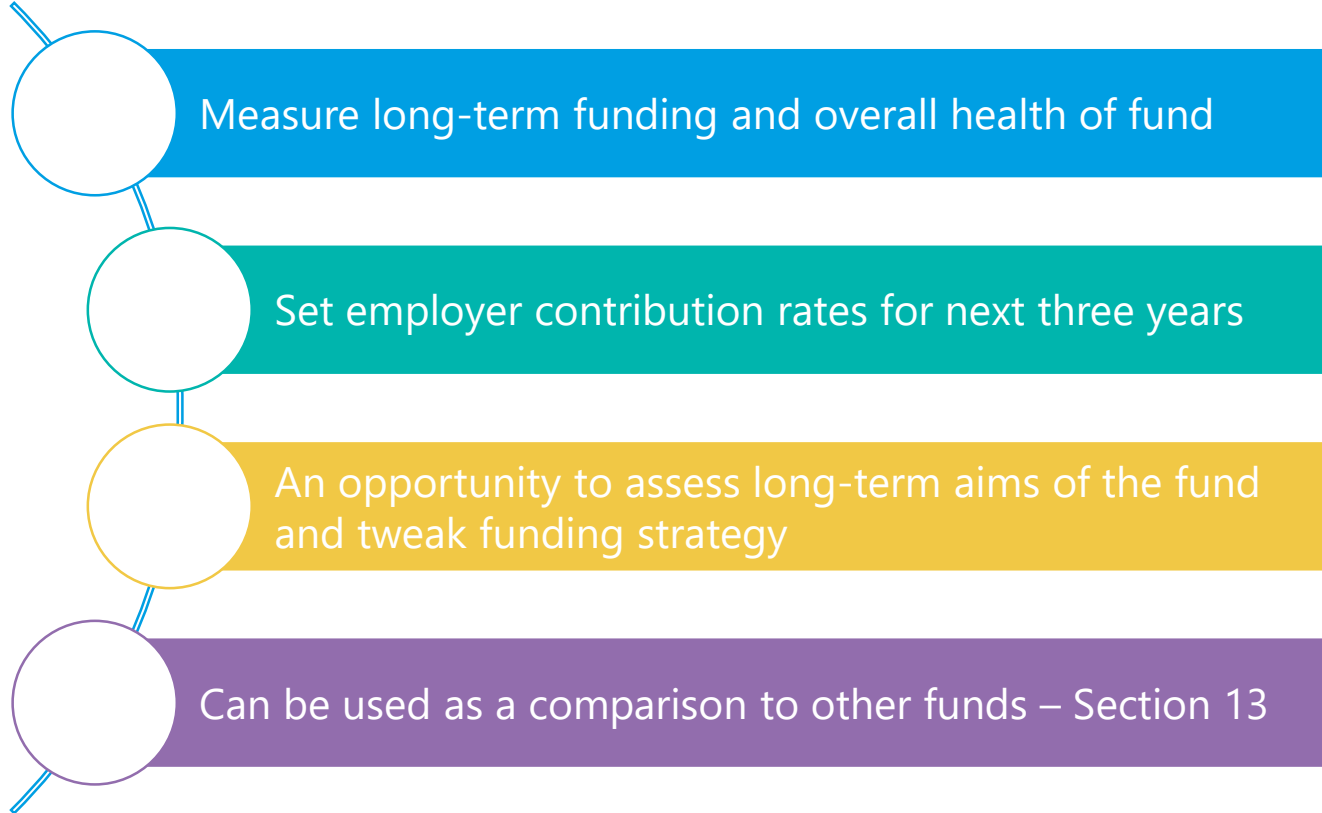 Measure long-term funding and overall health of fund
Set employer contribution rates for next three years
An opportunity to assess long-term aims of the fund
and tweak funding strategy
Can be used as a comparison to other funds – Section 13